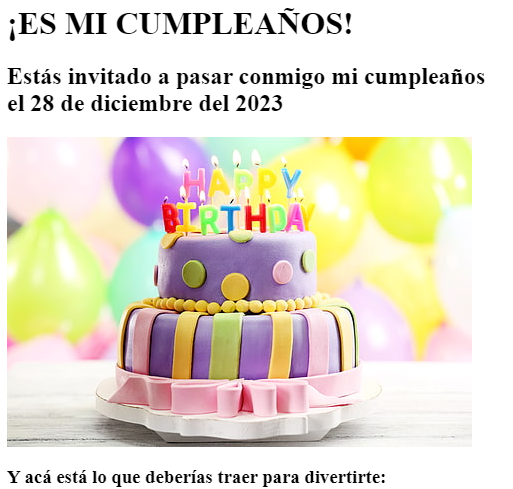 ¡ES MI CUMPLEAÑOS!
Estás invitado a pasar conmigo mi cumpleaños
el 28 de diciembre del 2023
HAPPY
BIRTHDAY
Y acá está lo que deberías traer para divertirte: